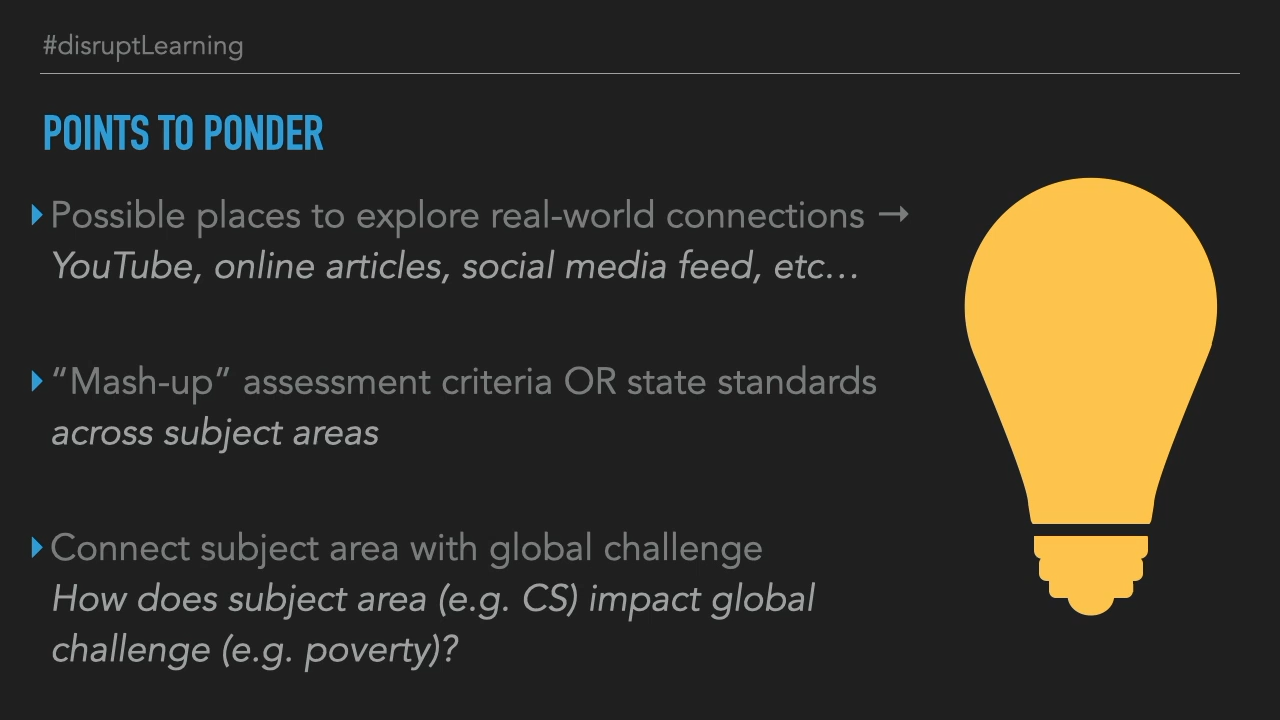 #disruptLearning
POINTS TO PONDER
Possible places to explore real-world connections →
YouTube, online articles, social media feed, etc…
“Mash-up” assessment criteria OR state standards
across subject areas
Connect subject area with global challenge
How does subject area (e.g. CS) impact global
challenge (e.g. poverty)?